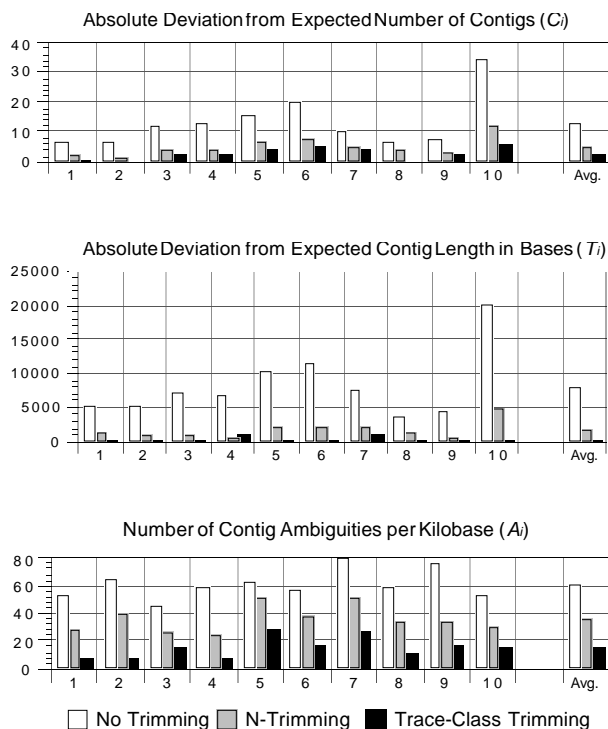 Absolute Deviation from Expected Number of Contigs (Ci)
40
30
20
10
0
1 2 3 4 5 6 7 8 9 10 Avg.
Absolute Deviation from Expected Contig Length in Bases (Ti)
25000
20000
15000
10000
5000
0
1 2 3 4 5 6 7 8 9 10 Avg.
Number of Contig Ambiguities per Kilobase (Ai)
80
60
40
20
0
1 2 3 4 5 6 7 8 9 10 Avg.
No Trimming N-Trimming Trace-Class Trimming